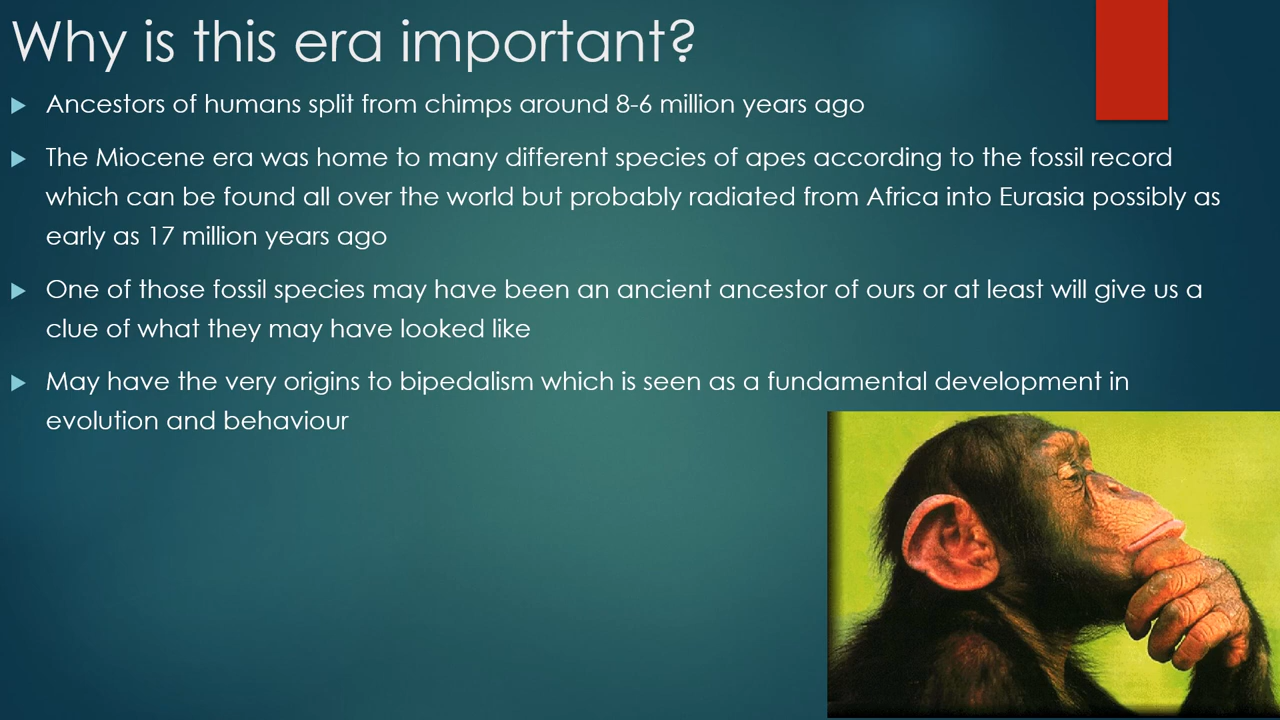 Why is this era important?
Ancestors of humans split from chimps around 8-6 million years ago
The Miocene era was home to many different species of apes according to the fossil record
which can be found all over the world but probably radiated from Africa into Eurasia possibly as
early as 17 million years ago
One of those fossil species may have been an ancient ancestor of ours or at least will give us a
clue of what they may have looked like
May have the very origins to bipedalism which is seen as a fundamental development in
evolution and behaviour